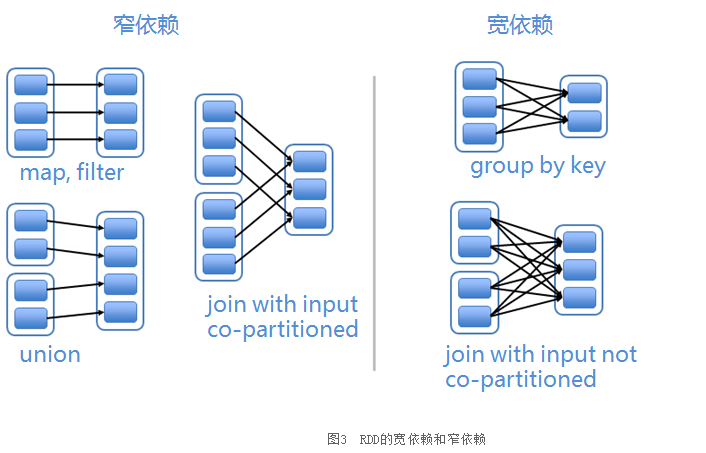 窄依赖
宽依赖
map, filter
union
join with input
co-partitioned
group by key
join with input not
co-partitioned
图3 RDD的宽依赖和窄依赖